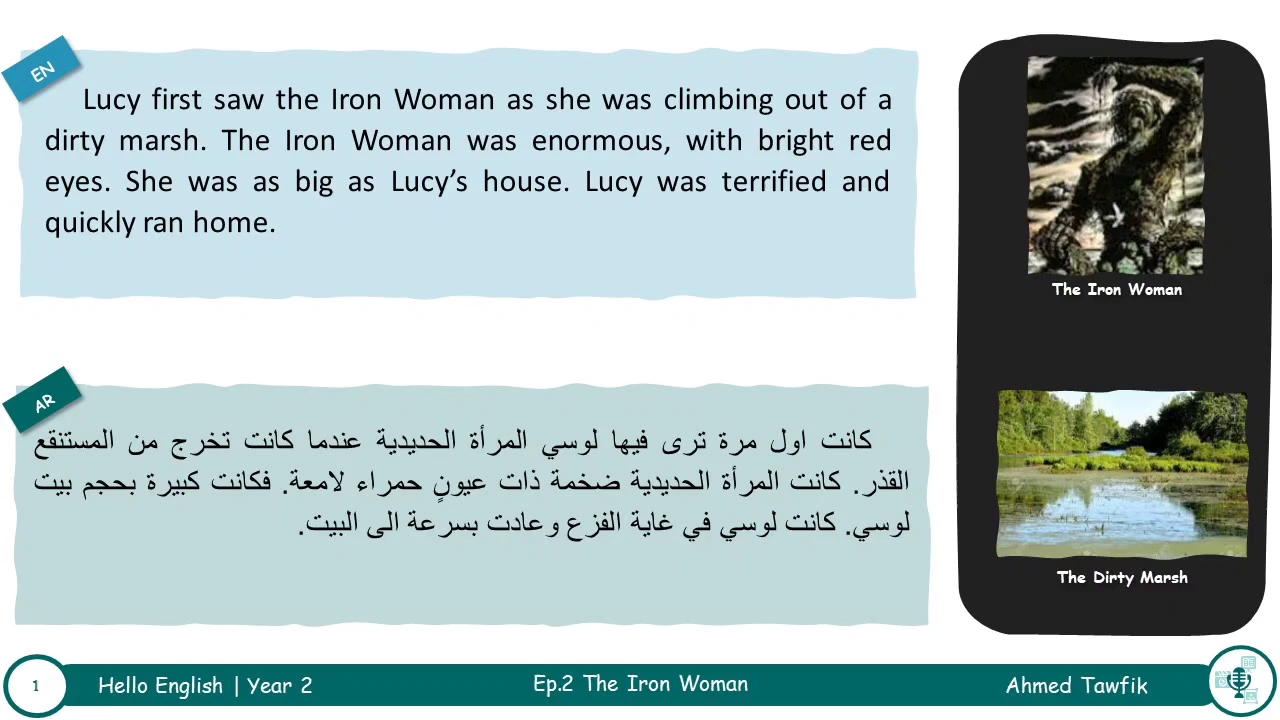 EN
Lucy first saw the Iron Woman as she was climbing out of a
dirty marsh. The Iron Woman was enormous, with bright red
eyes. She was as big as Lucy’s house. Lucy was terrified and
quickly ran home.
AR
كانت اول مرة ترى فيها لوسي المرأة الحديدية عندما كانت تخرج من المستنقع
القذر. كانت المرأة الحديدية ضخمة ذات عيونٍ حمراء لامعة. فكانت كبيرة بحجم بيت
لوسي. كانت لوسي في غاية الفزع وعادت بسرعة الى البيت.
The Iron Woman
The Dirty Marsh
1
Hello English | Year 2
Ep.2 The Iron Woman
Ahmed Tawfik